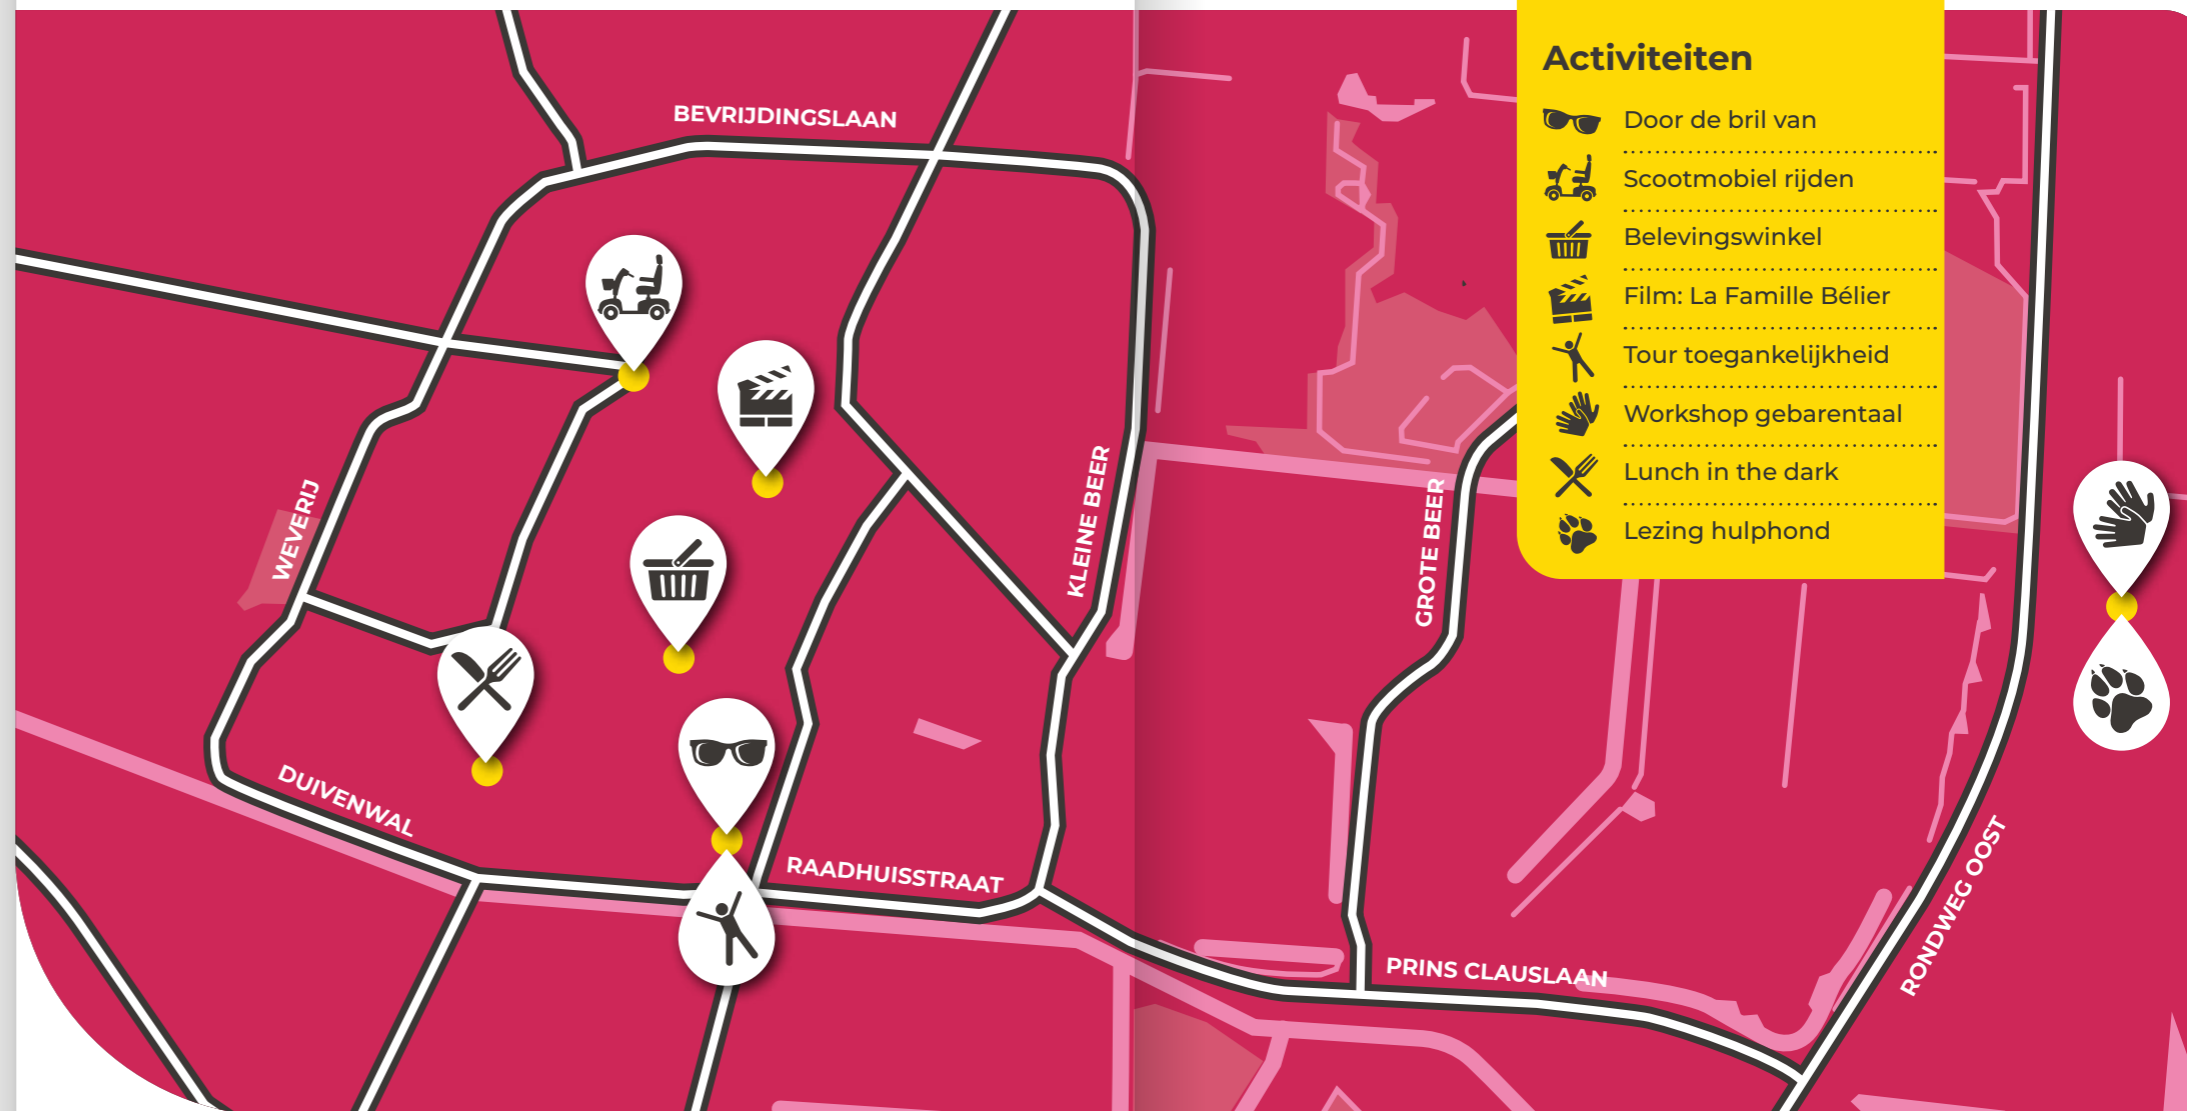 BEVRIJDINGSLAAN
WEVERIJ
KLEINE BEER
GROTE BEER
DUIVENWAL
RAADHUISSTRAAT
PRINS CLAUSLAAN
RONDWEG OOST
Activiteiten
Door de bril van
Scootmobiel rijden
Belevingswinkel
Film: La Famille Bélier
Tour toegankelijkheid
Workshop gebarentaal
Lunch in the dark
Lezing hulphond